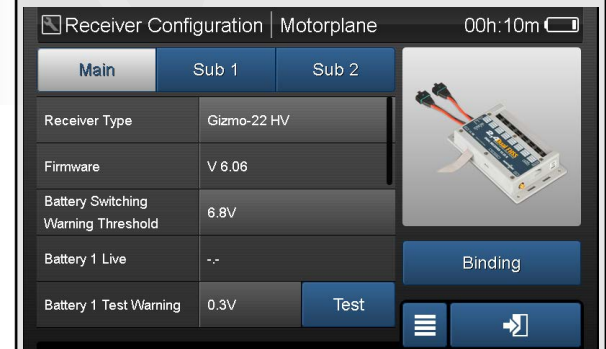 Receiver Configuration | Motorplane 00h:10m
Main Sub 1 Sub 2
Receiver Type Gizmo-22 HV
Firmware V 6.06
Battery Switching
Warning Threshold 6.8V
Battery 1 Live -.-
Battery 1 Test Warning 0.3V Test
Binding